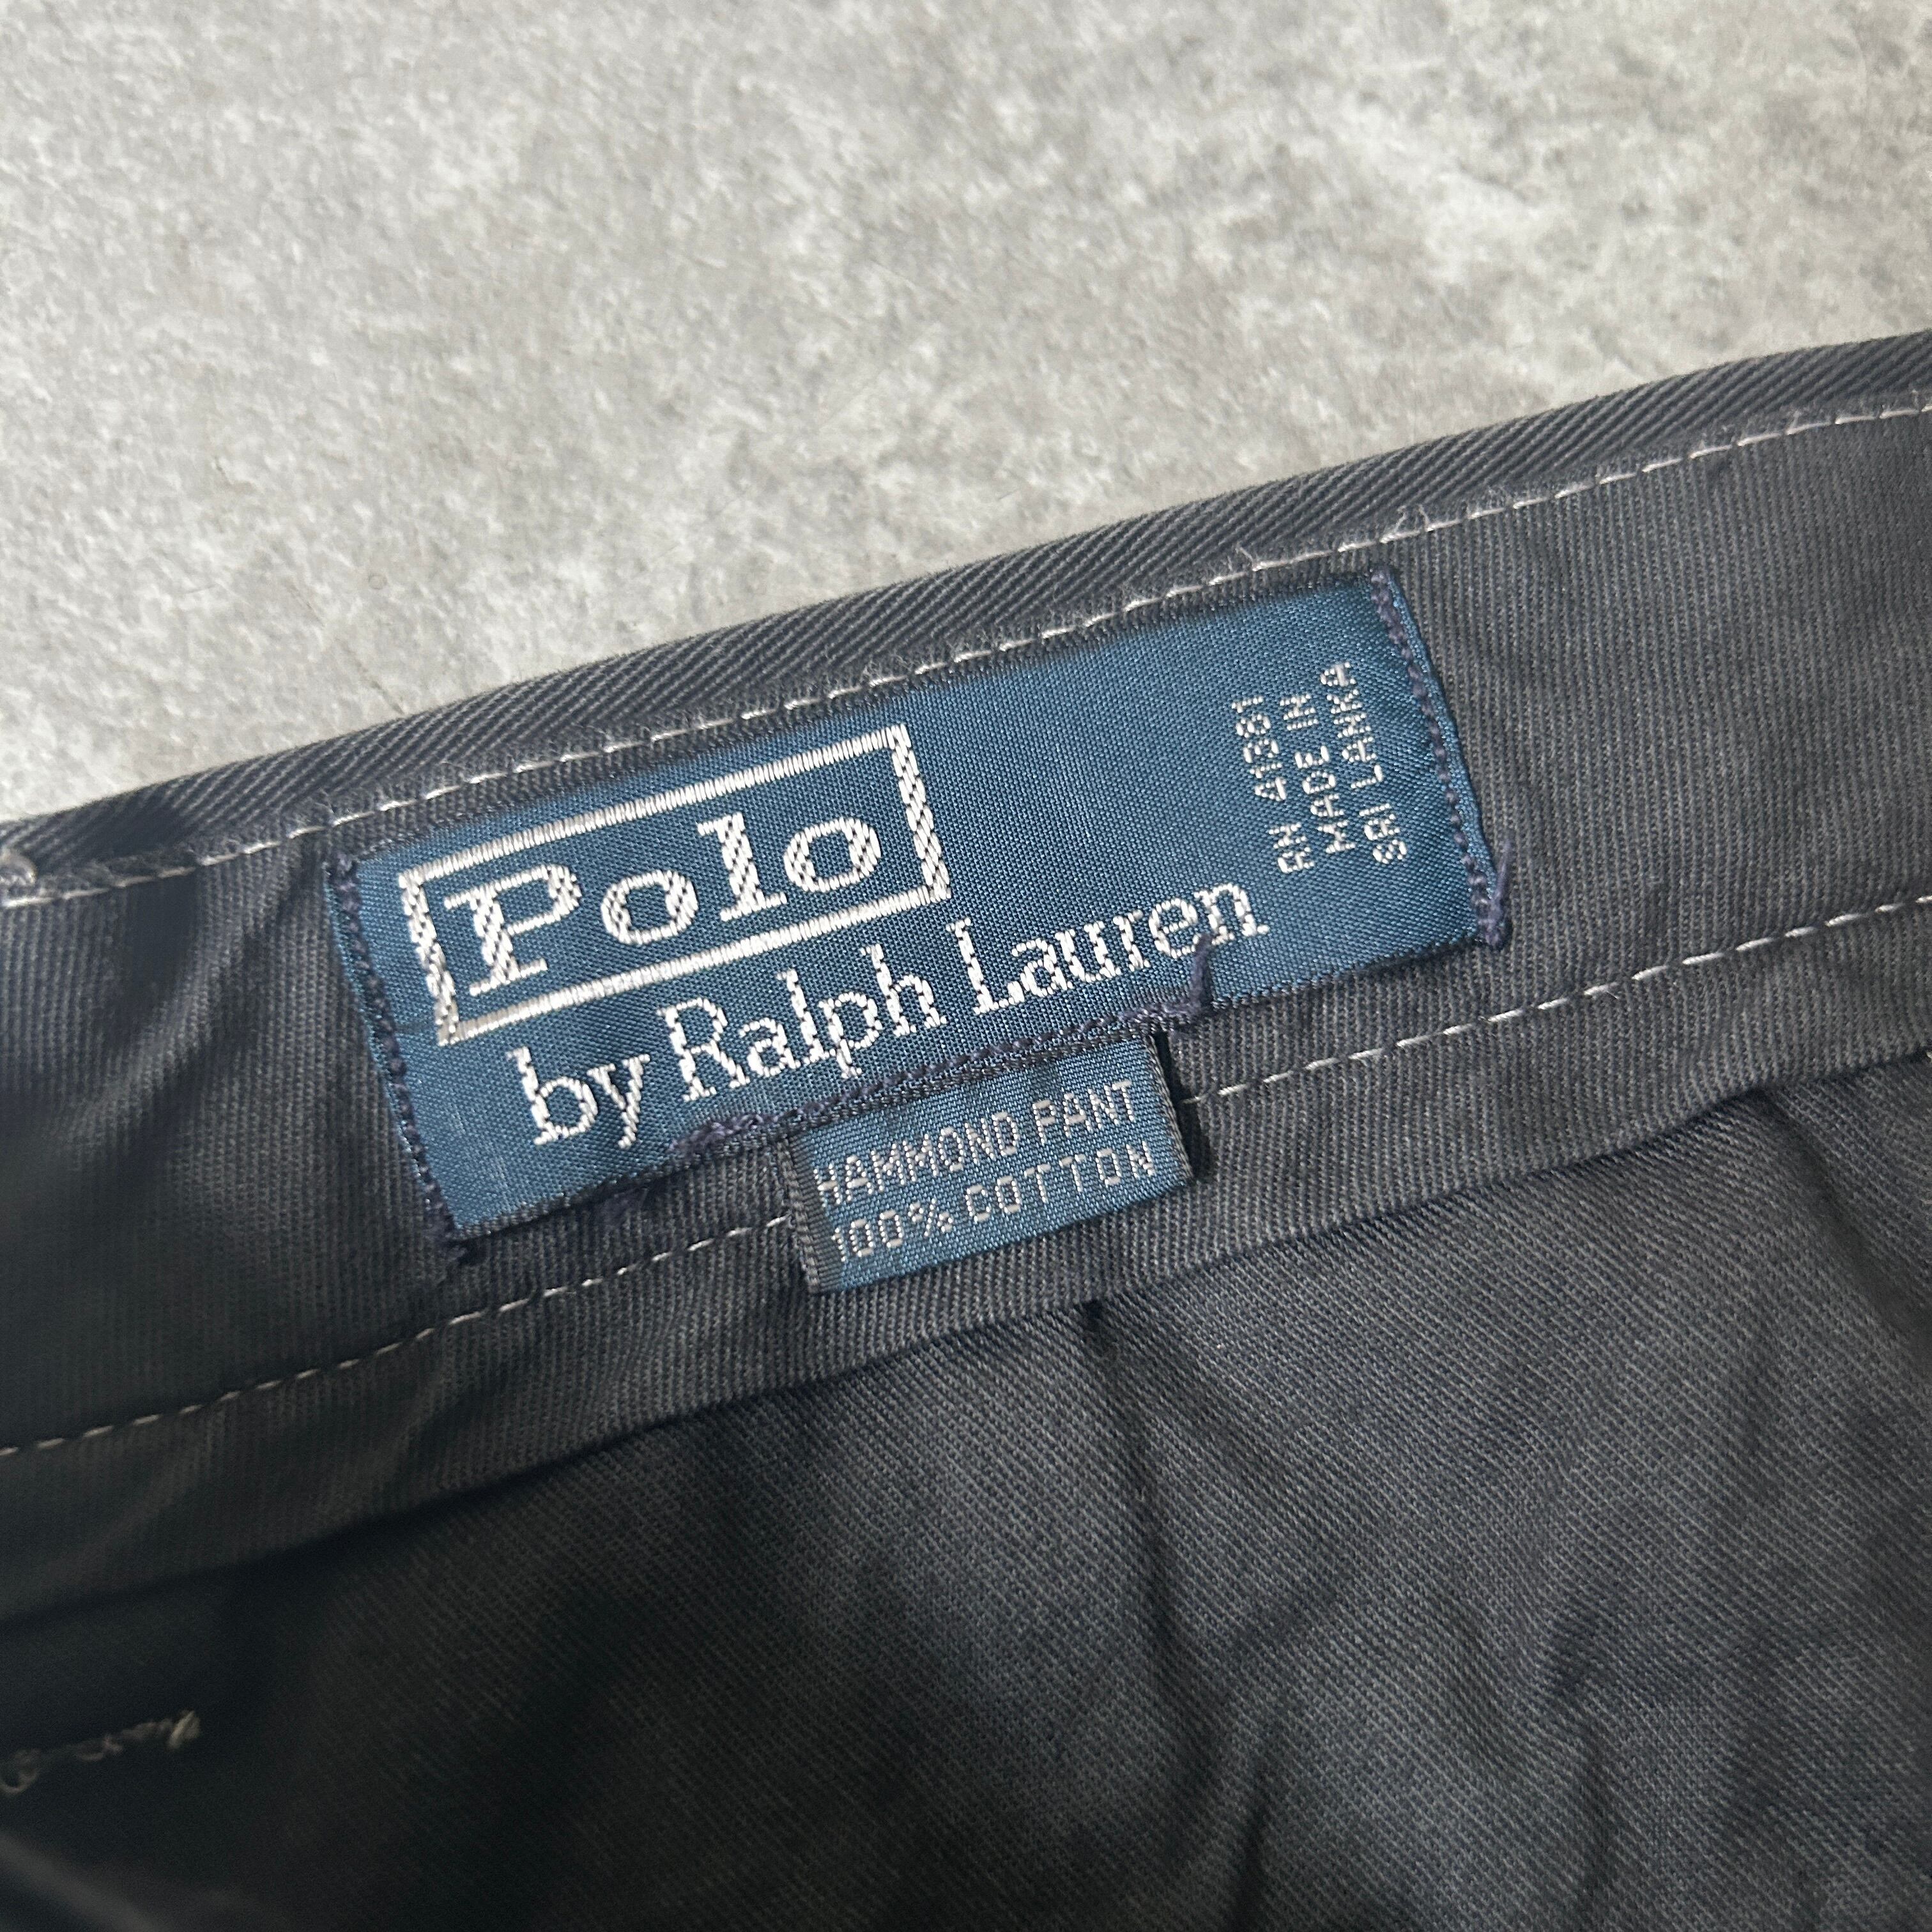 Polo
by Ralph Lauren
RN 41381
MADE IN
SRI LANKA
HAMMOND PANT
100% COTTON